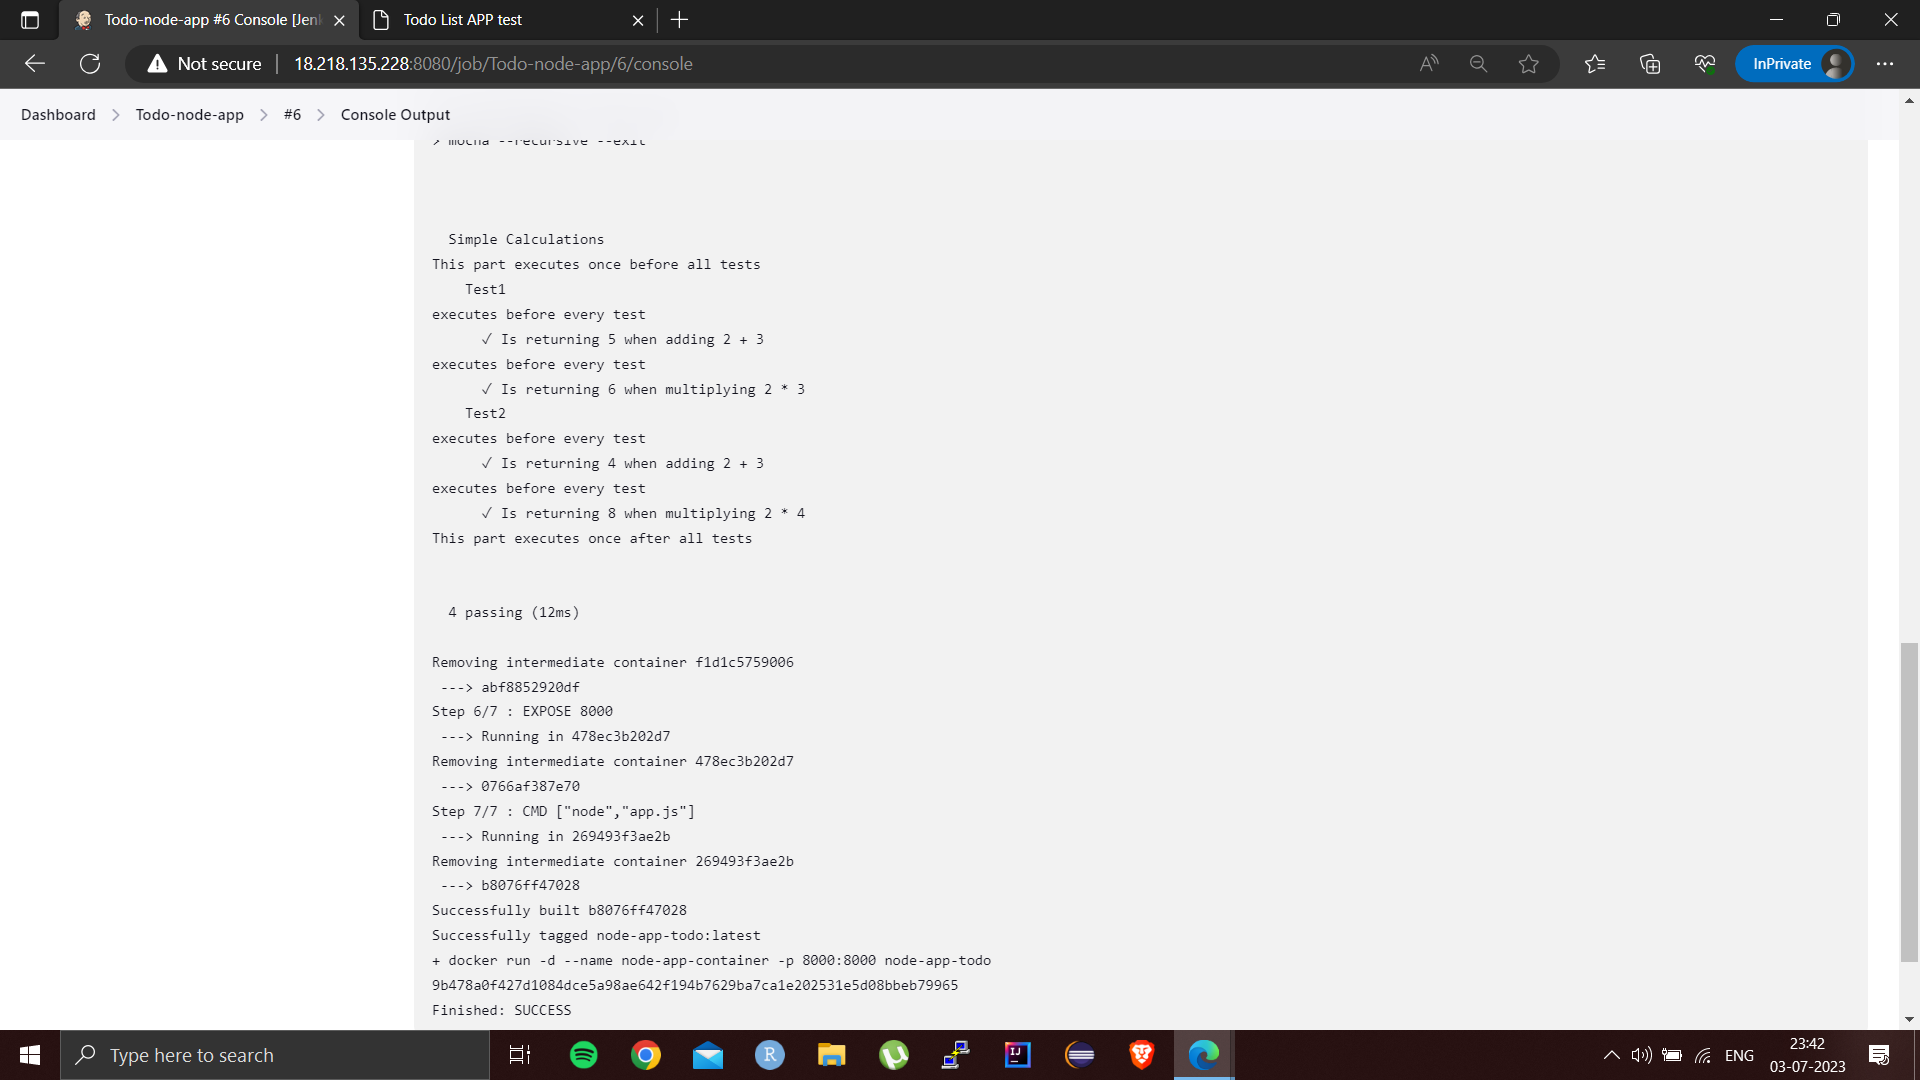 Todo-node-app #6 Console [Jen
Todo List APP test
Not secure
18.218.135.228:8080/job/Todo-node-app/6/console
InPrivate
Dashboard
Todo-node-app
#6
Console Output
> mocha --recursive --exit
Simple Calculations
This part executes once before all tests
Test1
executes before every test
✓ Is returning 5 when adding 2 + 3
executes before every test
✓ Is returning 6 when multiplying 2 * 3
Test2
executes before every test
✓ Is returning 4 when adding 2 + 3
executes before every test
✓ Is returning 8 when multiplying 2 * 4
This part executes once after all tests
4 passing (12ms)
Removing intermediate container f1d1c5759006
---> abf8852920df
Step 6/7 : EXPOSE 8000
---> Running in 478ec3b202d7
Removing intermediate container 478ec3b202d7
---> 0766af387e70
Step 7/7 : CMD ["node","app.js"]
---> Running in 269493f3ae2b
Removing intermediate container 269493f3ae2b
---> b8076ff47028
Successfully built b8076ff47028
Successfully tagged node-app-todo:latest
+ docker run -d --name node-app-container -p 8000:8000 node-app-todo
9b478a0f427d1084dce5a98ae642f194b7629ba7ca1e202531e5d08bbeb79965
Finished: SUCCESS
Type here to search
R
IJ
ENG
23:42
03-07-2023